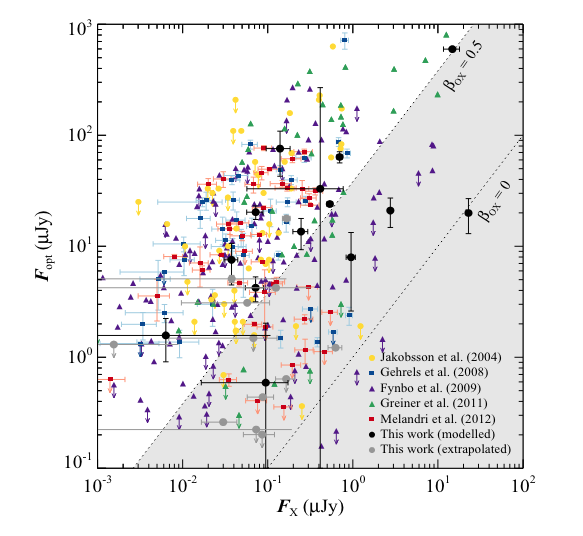 10³
10²
10¹
10⁰
10⁻¹
F_opt (μJy)
β_OX = 0.5
β_OX = 0
Jakobsson et al. (2004)
Gehrels et al. (2008)
Fynbo et al. (2009)
Greiner et al. (2011)
Melandri et al. (2012)
This work (modelled)
This work (extrapolated)
10⁻³ 10⁻² 10⁻¹ 10⁰ 10¹ 10²
F_X (μJy)